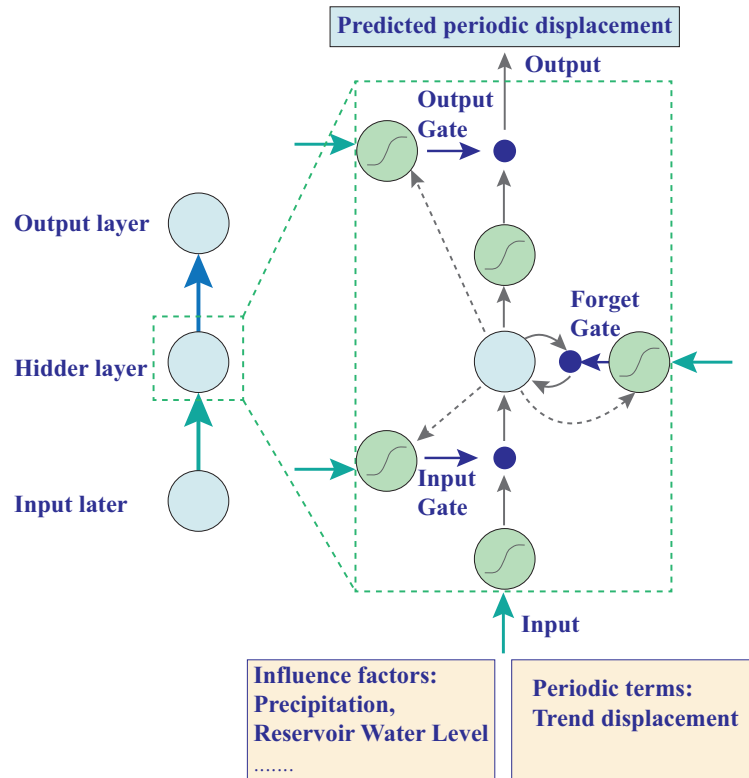 Predicted periodic displacement
Output
Output
Gate
Output layer
Forget
Gate
Hidder layer
Input later
Input
Gate
Input
Influence factors:
Precipitation,
Reservoir Water Level
.......
Periodic terms:
Trend displacement